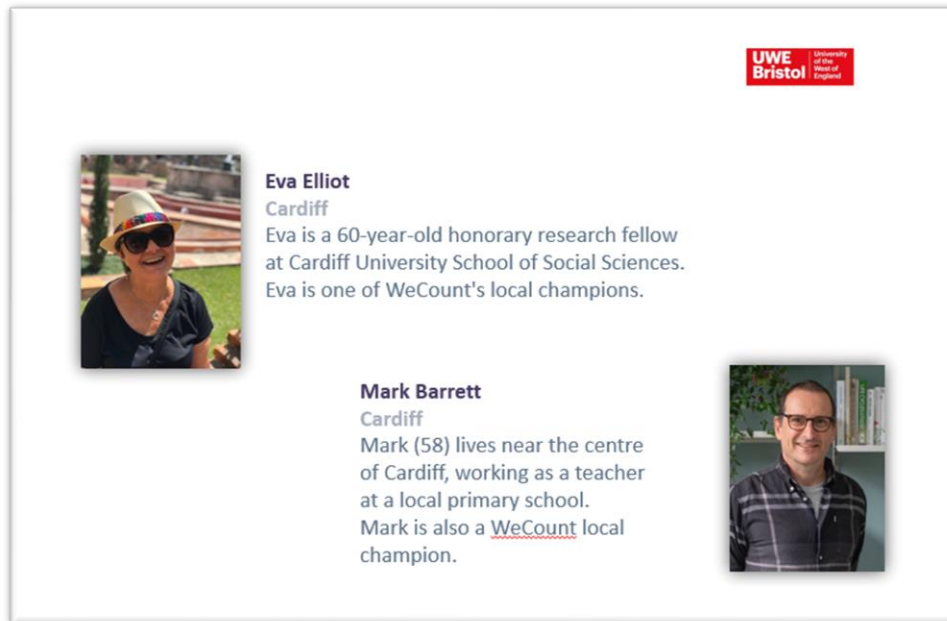 UWE
Bristol
University
of the
West of
England
Eva Elliot
Cardiff
Eva is a 60-year-old honorary research fellow
at Cardiff University School of Social Sciences.
Eva is one of WeCount's local champions.
Mark Barrett
Cardiff
Mark (58) lives near the centre
of Cardiff, working as a teacher
at a local primary school.
Mark is also a WeCount local
champion.